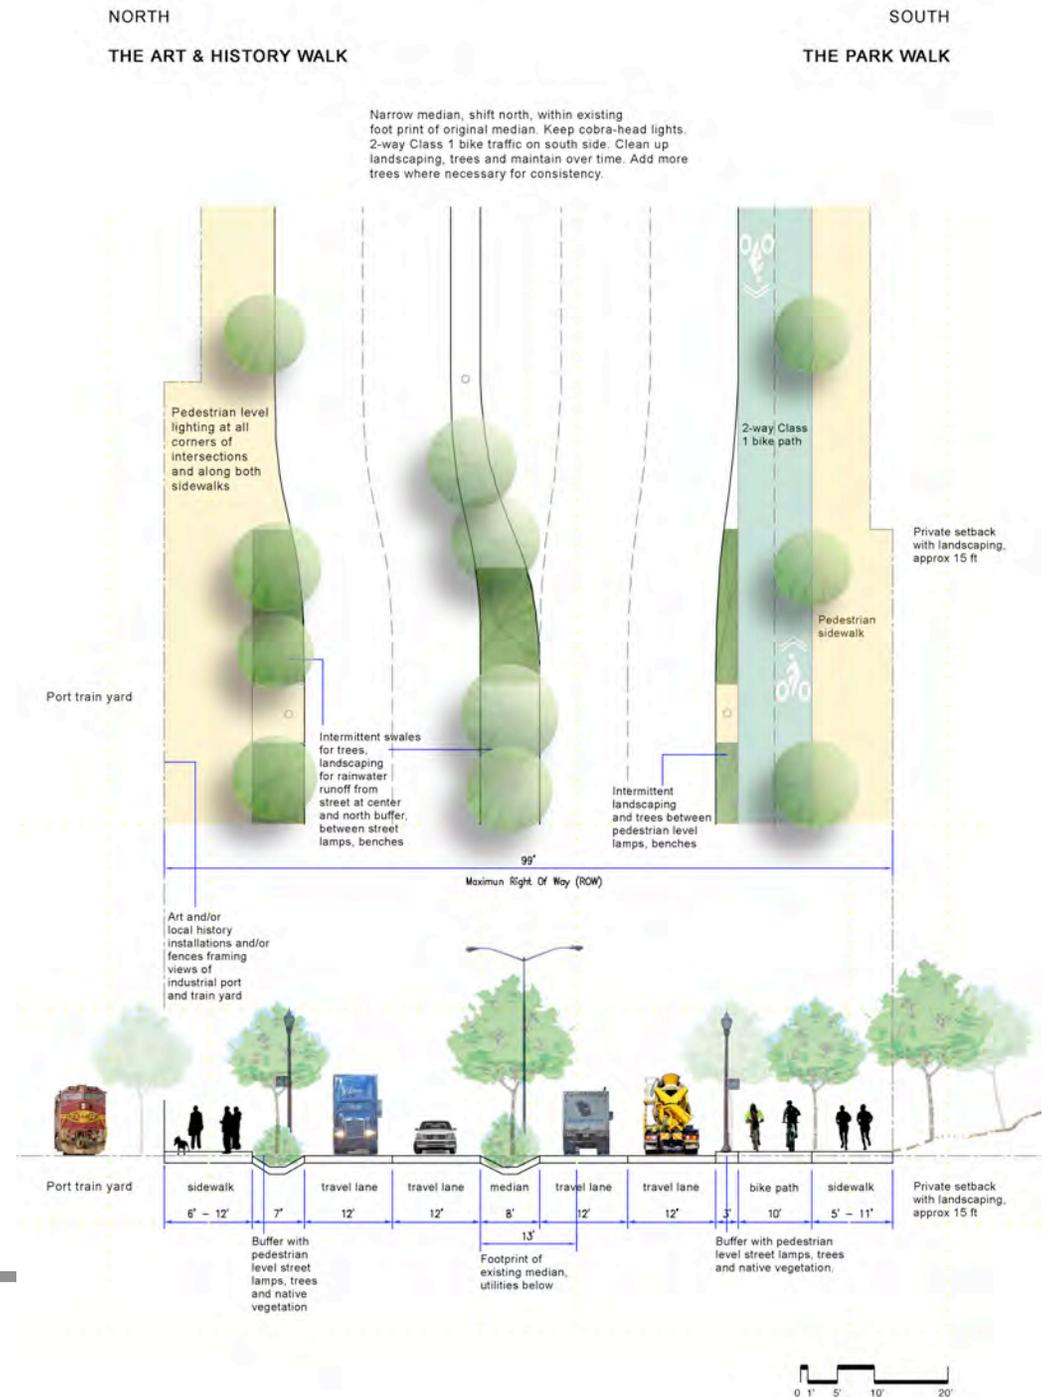 NORTH
SOUTH
THE ART & HISTORY WALK
THE PARK WALK
Narrow median, shift north, within existing
foot print of original median. Keep cobra-head lights.
2-way Class 1 bike traffic on south side. Clean up
landscaping, trees and maintain over time. Add more
trees where necessary for consistency.
Pedestrian level
lighting at all
corners of
intersections
and along both
sidewalks
2-way Class
1 bike path
Private setback
with landscaping,
approx 15 ft
Pedestrian
sidewalk
Port train yard
Intermittent swales
for trees,
landscaping
for rainwater
runoff from
street at center
and north buffer,
between street
lamps, benches
Intermittent
landscaping
and trees between
pedestrian level
lamps, benches
99'
Maximun Right Of Way (ROW)
Art and/or
local history
installations and/or
fences framing
views of
industrial port
and train yard
Port train yard
sidewalk
travel lane
travel lane
median
travel lane
travel lane
bike path
sidewalk
Private setback
with landscaping,
approx 15 ft
6' - 12'
7'
12'
12'
8'
12'
12'
3'
10'
5' - 11'
13'
Buffer with
pedestrian
level street
lamps, trees
and native
vegetation
Footprint of
existing median,
utilities below
Buffer with pedestrian
level street lamps, trees
and native vegetation.
0 1' 5' 10' 20'